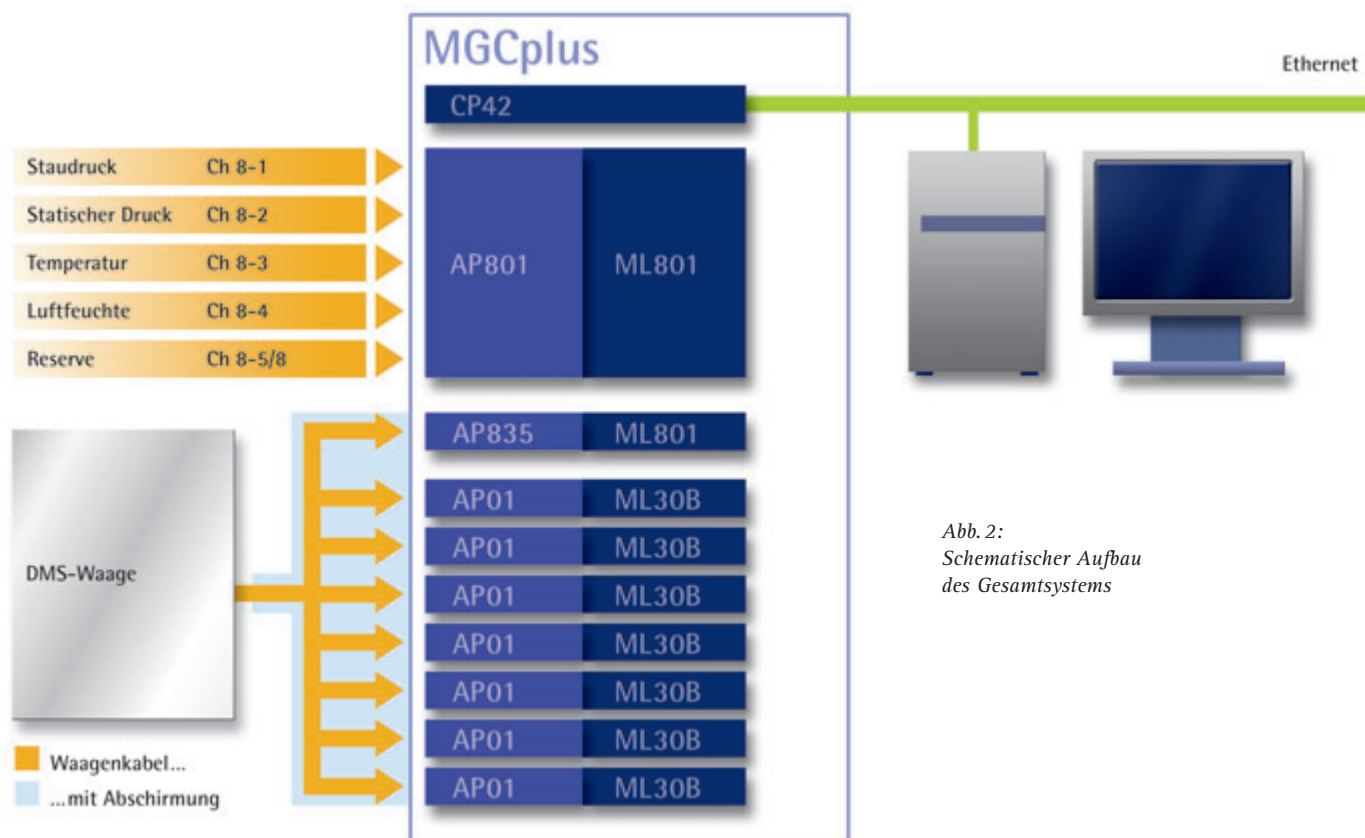 MGCplus
Ethernet
CP42
Staudruck Ch 8-1
Statischer Druck Ch 8-2
Temperatur Ch 8-3
Luftfeuchte Ch 8-4
Reserve Ch 8-5/8
AP801 ML801
DMS-Waage
AP835 ML801
AP01 ML30B
AP01 ML30B
AP01 ML30B
AP01 ML30B
AP01 ML30B
AP01 ML30B
AP01 ML30B
Waagenkabel...
...mit Abschirmung
Abb. 2:
Schematischer Aufbau
des Gesamtsystems